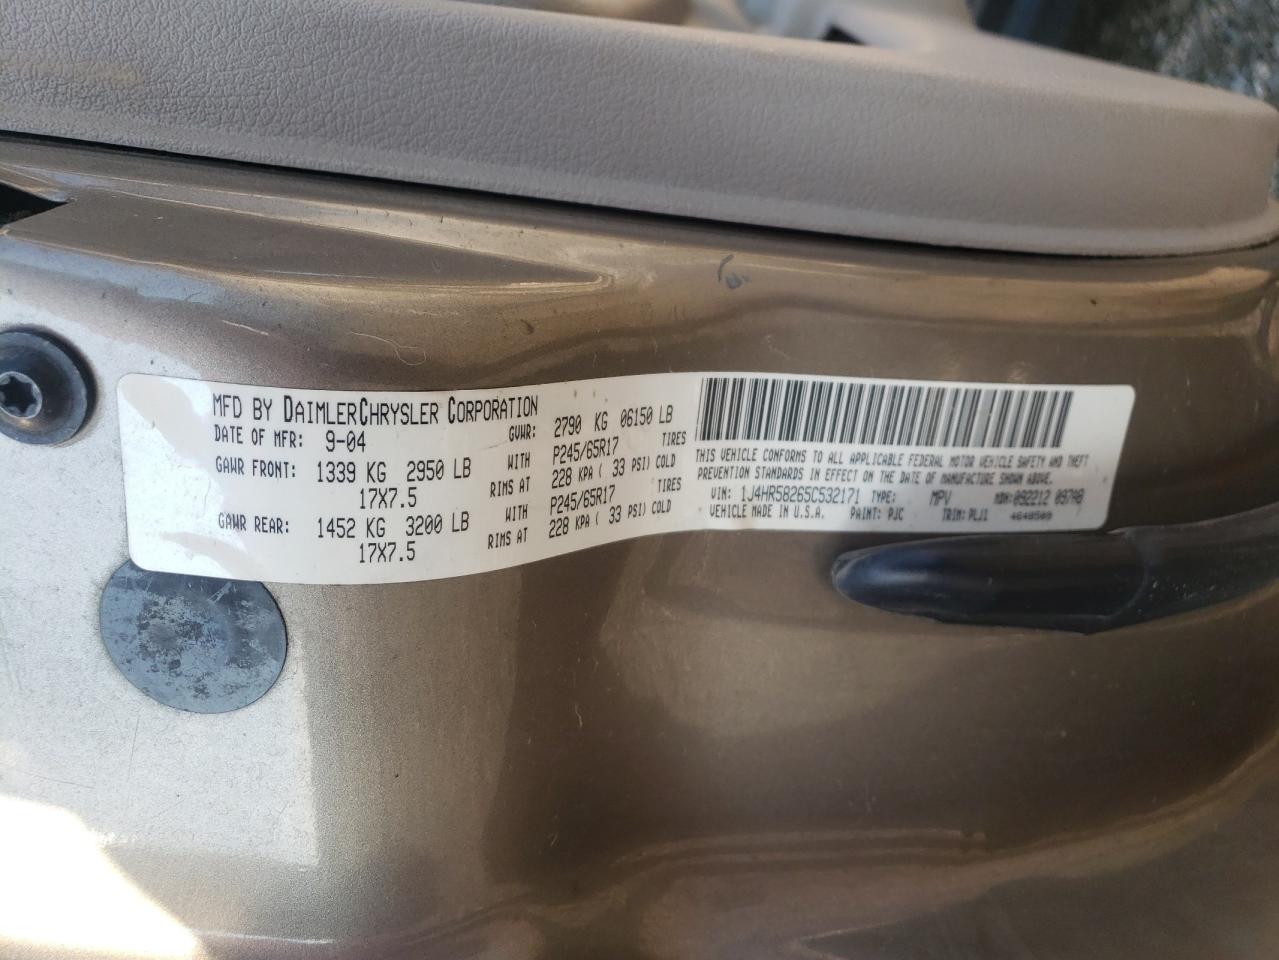 MFD BY DAIMLERCHRYSLER CORPORATION
DATE OF MFR: 9-04 GVWR: 2790 KG 06150 LB
GAWR FRONT: 1339 KG 2950 LB WITH P245/65R17 TIRES
17X7.5 RIMS AT 228 KPA ( 33 PSI) COLD
GAWR REAR: 1452 KG 3200 LB WITH P245/65R17 TIRES
17X7.5 RIMS AT 228 KPA ( 33 PSI) COLD
THIS VEHICLE CONFORMS TO ALL APPLICABLE FEDERAL MOTOR VEHICLE SAFETY AND THEFT
PREVENTION STANDARDS IN EFFECT ON THE DATE OF MANUFACTURE SHOWN ABOVE.
VIN: 1J4HR58265C532171 TYPE: MPV MDH: 092212 097AB
VEHICLE MADE IN U.S.A. PAINT: PJC TRIM: PLJ1 4648509